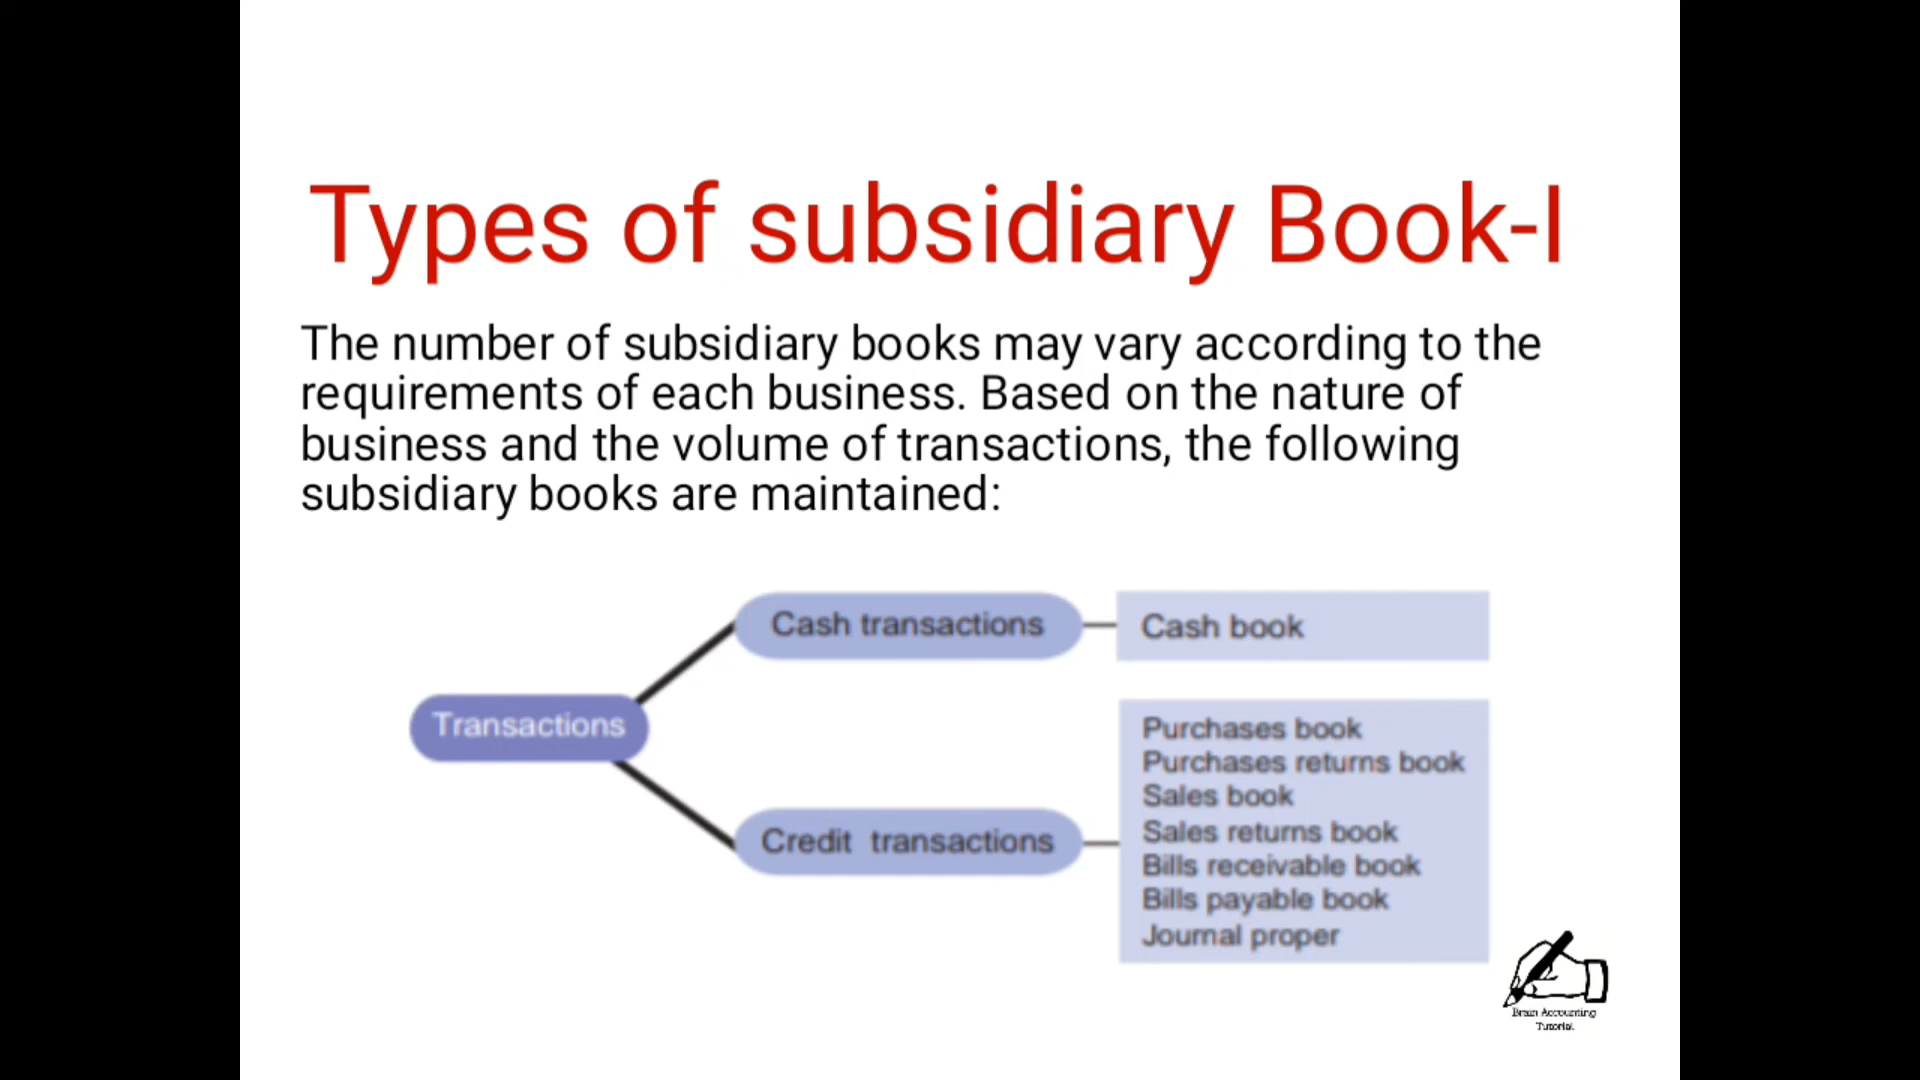 Types of subsidiary Book-I
The number of subsidiary books may vary according to the
requirements of each business. Based on the nature of
business and the volume of transactions, the following
subsidiary books are maintained:
Transactions
Cash transactions
Cash book
Credit transactions
Purchases book
Purchases returns book
Sales book
Sales returns book
Bills receivable book
Bills payable book
Journal proper
Brain Accounting
Tutorial